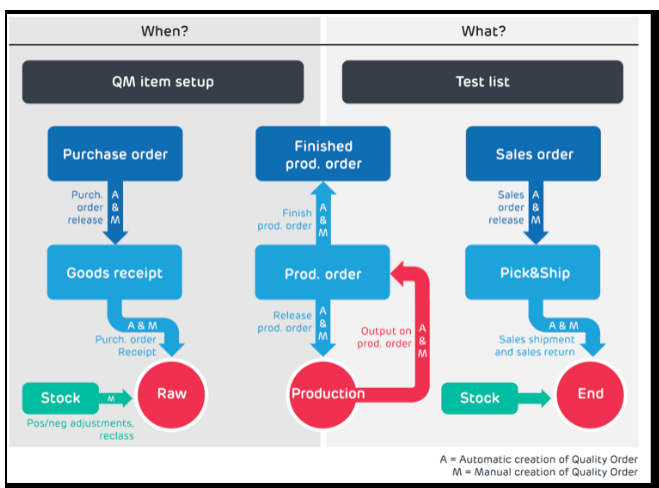 When?
What?
QM item setup
Test list
Purchase order
Finished
prod. order
Sales order
Purch.
order
release
A
&
M
Finish
prod. order
A
&
M
Sales
order
release
A
&
M
Goods receipt
Prod. order
Pick&Ship
A & M
Purch. order
Receipt
Release
prod. order
A
&
M
Output on
prod. order
A
&
M
A & M
Sales shipment
and sales return
Stock
M
Raw
Production
Stock
End
Pos/neg adjustments,
reclass
A = Automatic creation of Quality Order
M = Manual creation of Quality Order